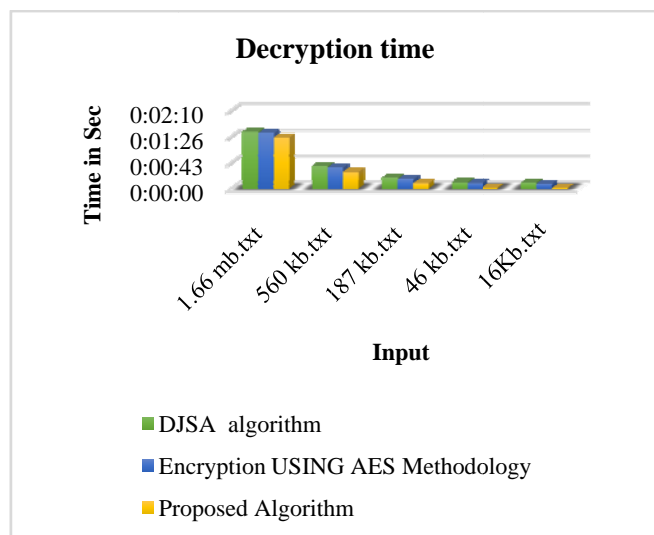 Decryption time
Time in Sec
0:02:10
0:01:26
0:00:43
0:00:00
1.66 mb.txt
560 kb.txt
187 kb.txt
46 kb.txt
16Kb.txt
Input
DJSA algorithm
Encryption USING AES Methodology
Proposed Algorithm